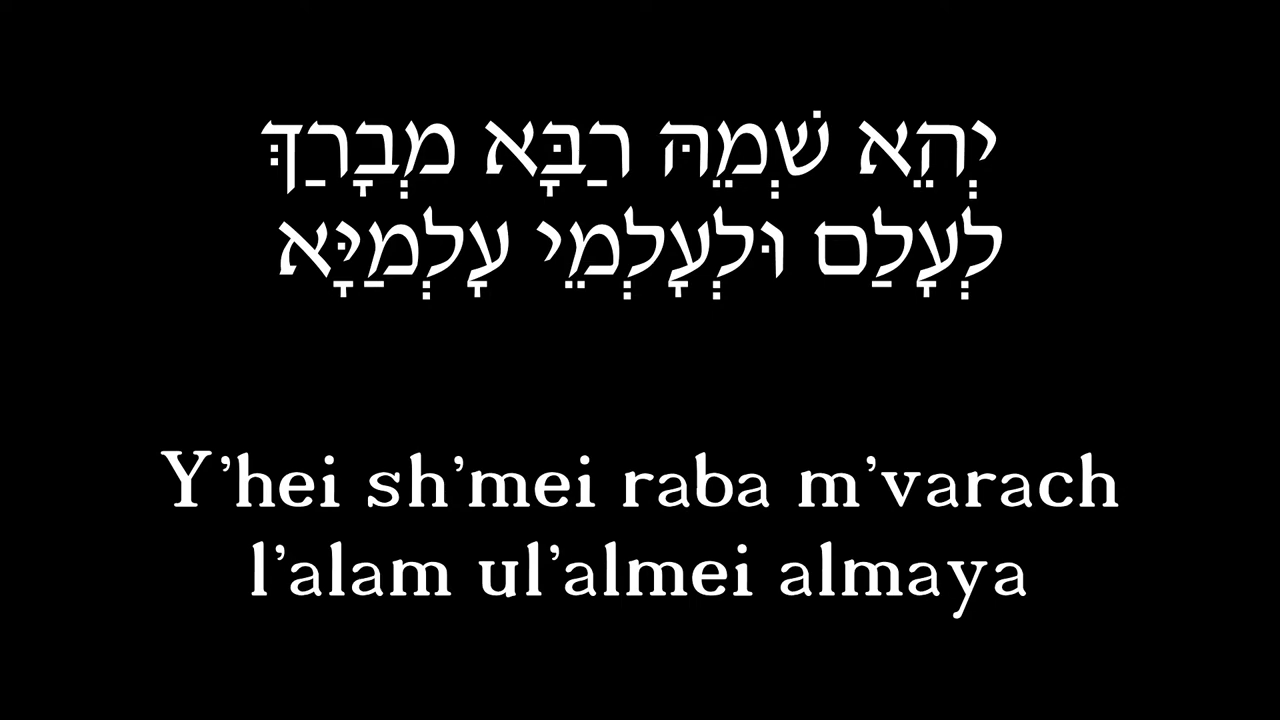 יְהֵא שְׁמֵהּ רַבָּא מְבָרַךְ
לְעָלַם וּלְעָלְמֵי עָלְמַיָּא
Y’hei sh’mei raba m’varach
l’alam ul’almei almaya